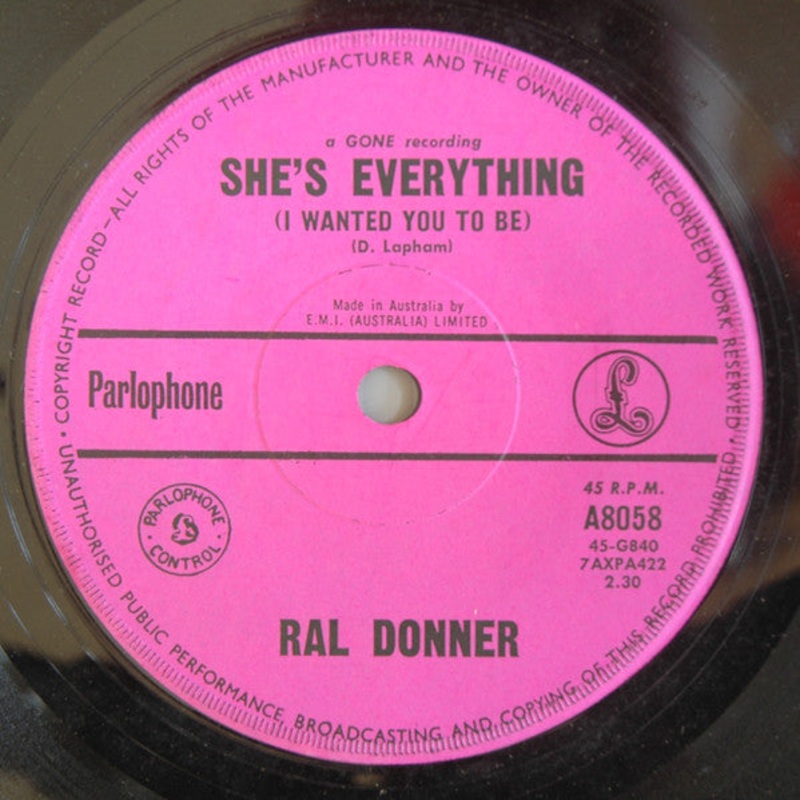 • COPYRIGHT RECORD—ALL RIGHTS OF THE MANUFACTURER AND THE OWNER OF THE RECORDED WORK RESERVED.
UNAUTHORISED PUBLIC PERFORMANCE, BROADCASTING AND COPYING OF THIS RECORD PROHIBITED.
a GONE recording
SHE'S EVERYTHING
(I WANTED YOU TO BE)
(D. Lapham)
Made in Australia by
E.M.I. (AUSTRALIA) LIMITED
Parlophone
£
PARLOPHONE
• CONTROL •
45 R.P.M.
A8058
45-G840
7AXPA422
2.30
RAL DONNER